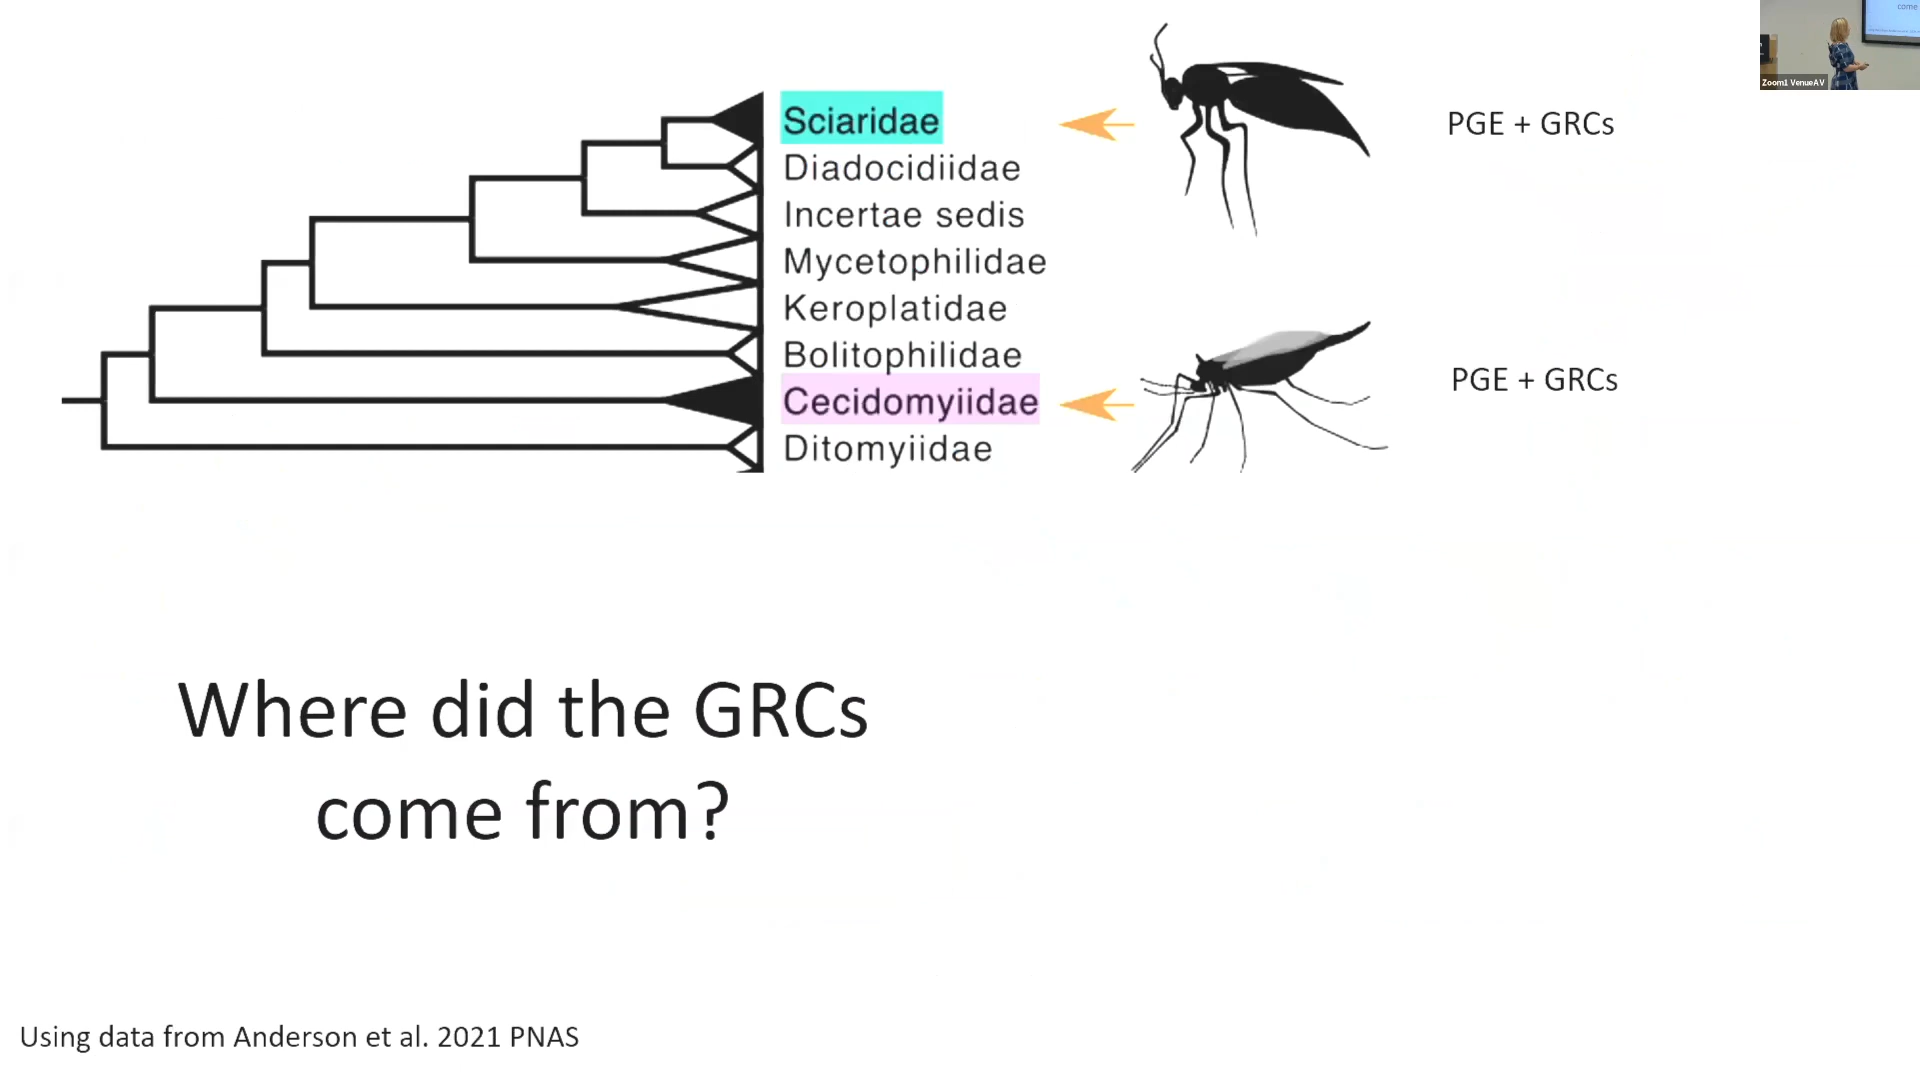 come
Zoom1 VenueAV
Sciaridae
PGE + GRCs
Diadocidiidae
Incertae sedis
Mycetophilidae
Keroplatidae
Bolitophilidae
Cecidomyiidae
PGE + GRCs
Ditomyiidae
Where did the GRCs
come from?
Using data from Anderson et al. 2021 PNAS